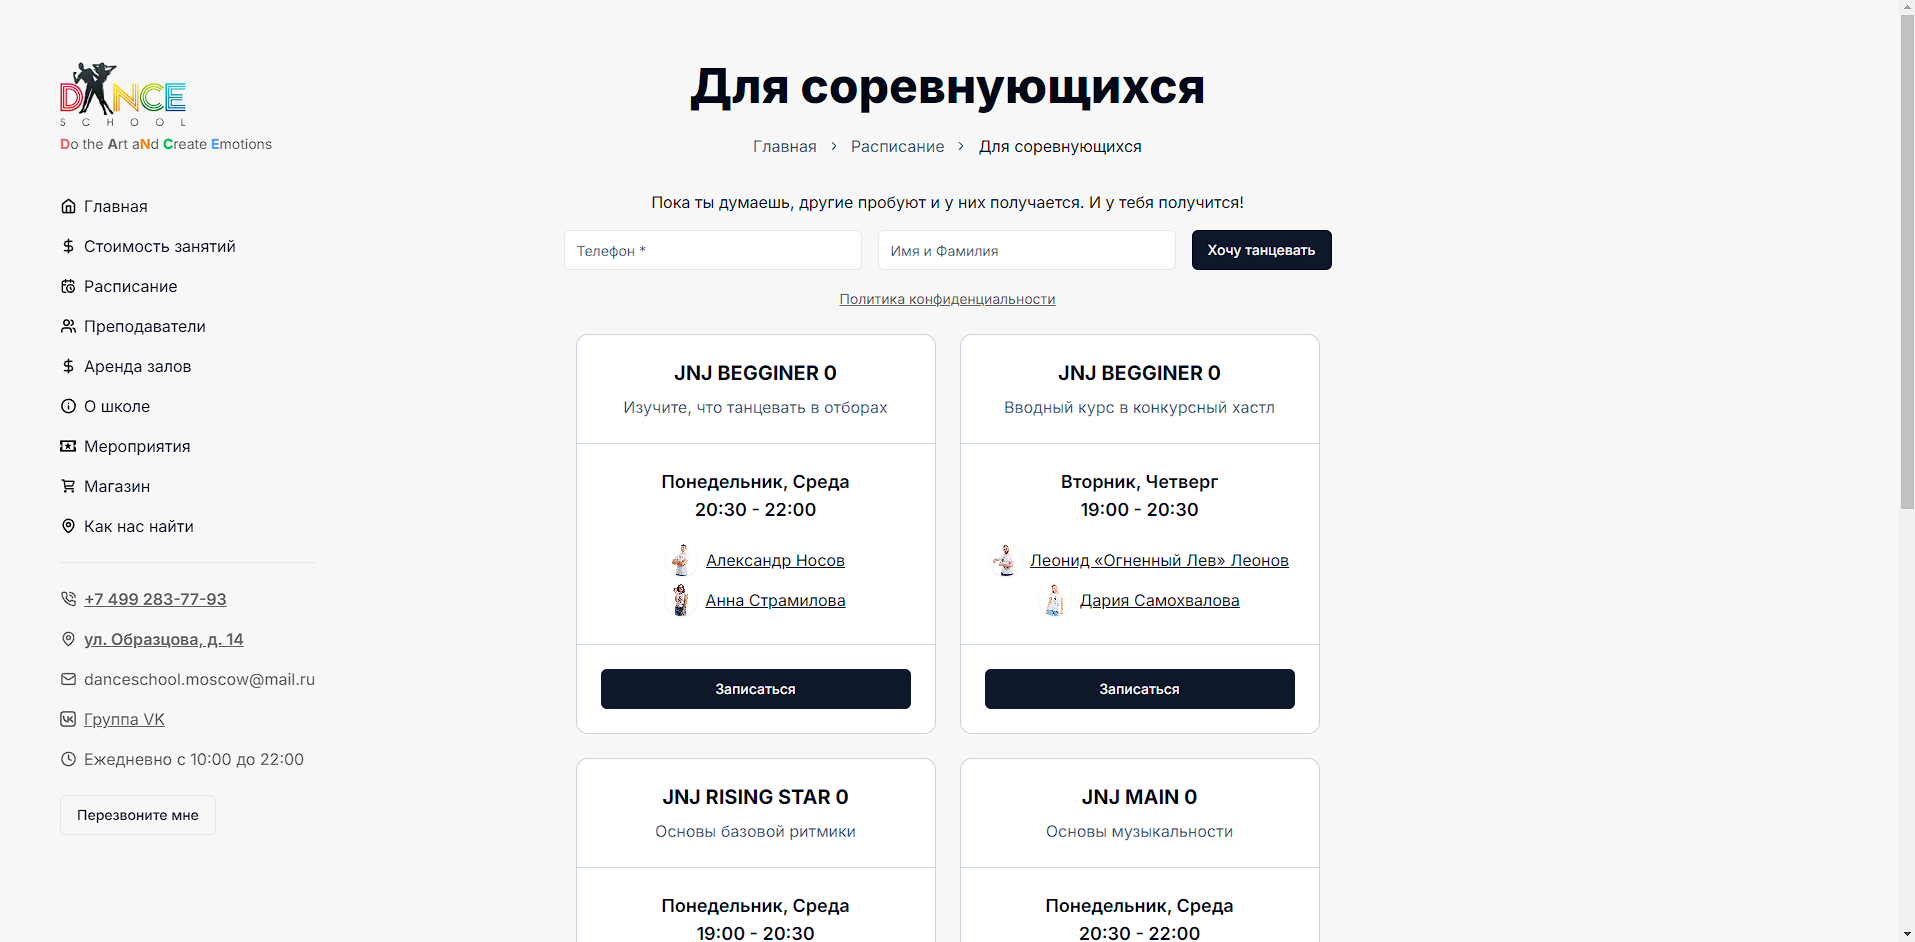 DANCE
SCHOOL
Do the Art aNd Create Emotions
Главная
Стоимость занятий
Расписание
Преподаватели
Аренда залов
О школе
Мероприятия
Магазин
Как нас найти
+7 499 283-77-93
ул. Образцова, д. 14
danceschool.moscow@mail.ru
Группа VK
Ежедневно с 10:00 до 22:00
Перезвоните мне
Для соревнующихся
Главная > Расписание > Для соревнующихся
Пока ты думаешь, другие пробуют и у них получается. И у тебя получится!
Телефон *
Имя и Фамилия
Хочу танцевать
Политика конфиденциальности
JNJ BEGGINER 0
Изучите, что танцевать в отборах
Понедельник, Среда
20:30 - 22:00
Александр Носов
Анна Страмилова
Записаться
JNJ BEGGINER 0
Вводный курс в конкурсный хастл
Вторник, Четверг
19:00 - 20:30
Леонид «Огненный Лев» Леонов
Дария Самохвалова
Записаться
JNJ RISING STAR 0
Основы базовой ритмики
Понедельник, Среда
19:00 - 20:30
JNJ MAIN 0
Основы музыкальности
Понедельник, Среда
20:30 - 22:00